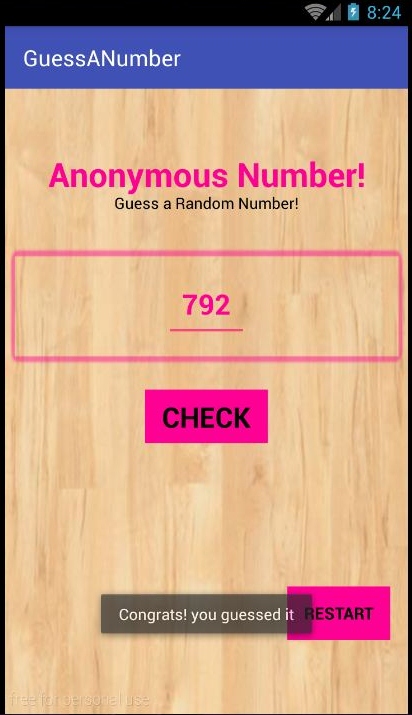 8:24
GuessANumber
Anonymous Number!
Guess a Random Number!
792
CHECK
Congrats! you guessed it
RESTART
free for personal use